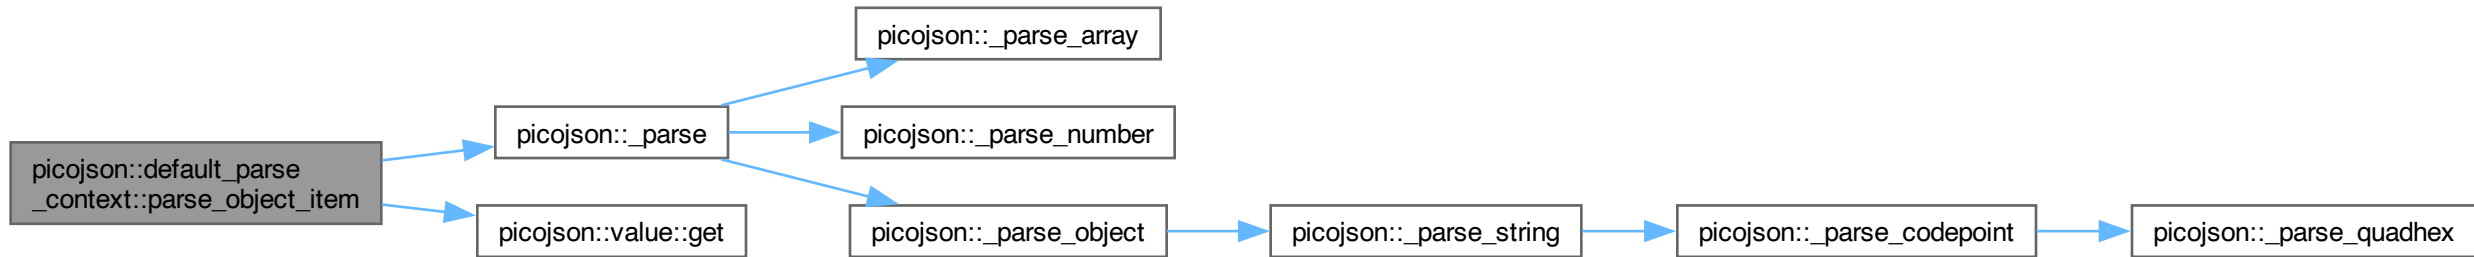 picojson::default_parse
_context::parse_object_item
picojson::_parse
picojson::value::get
picojson::_parse_array
picojson::_parse_number
picojson::_parse_object
picojson::_parse_string
picojson::_parse_codepoint
picojson::_parse_quadhex